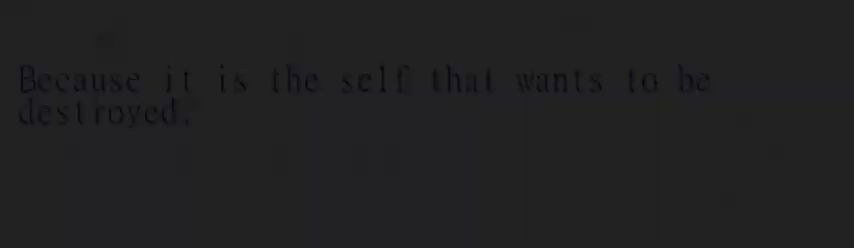 Because it is the self that wants to be
destroyed.